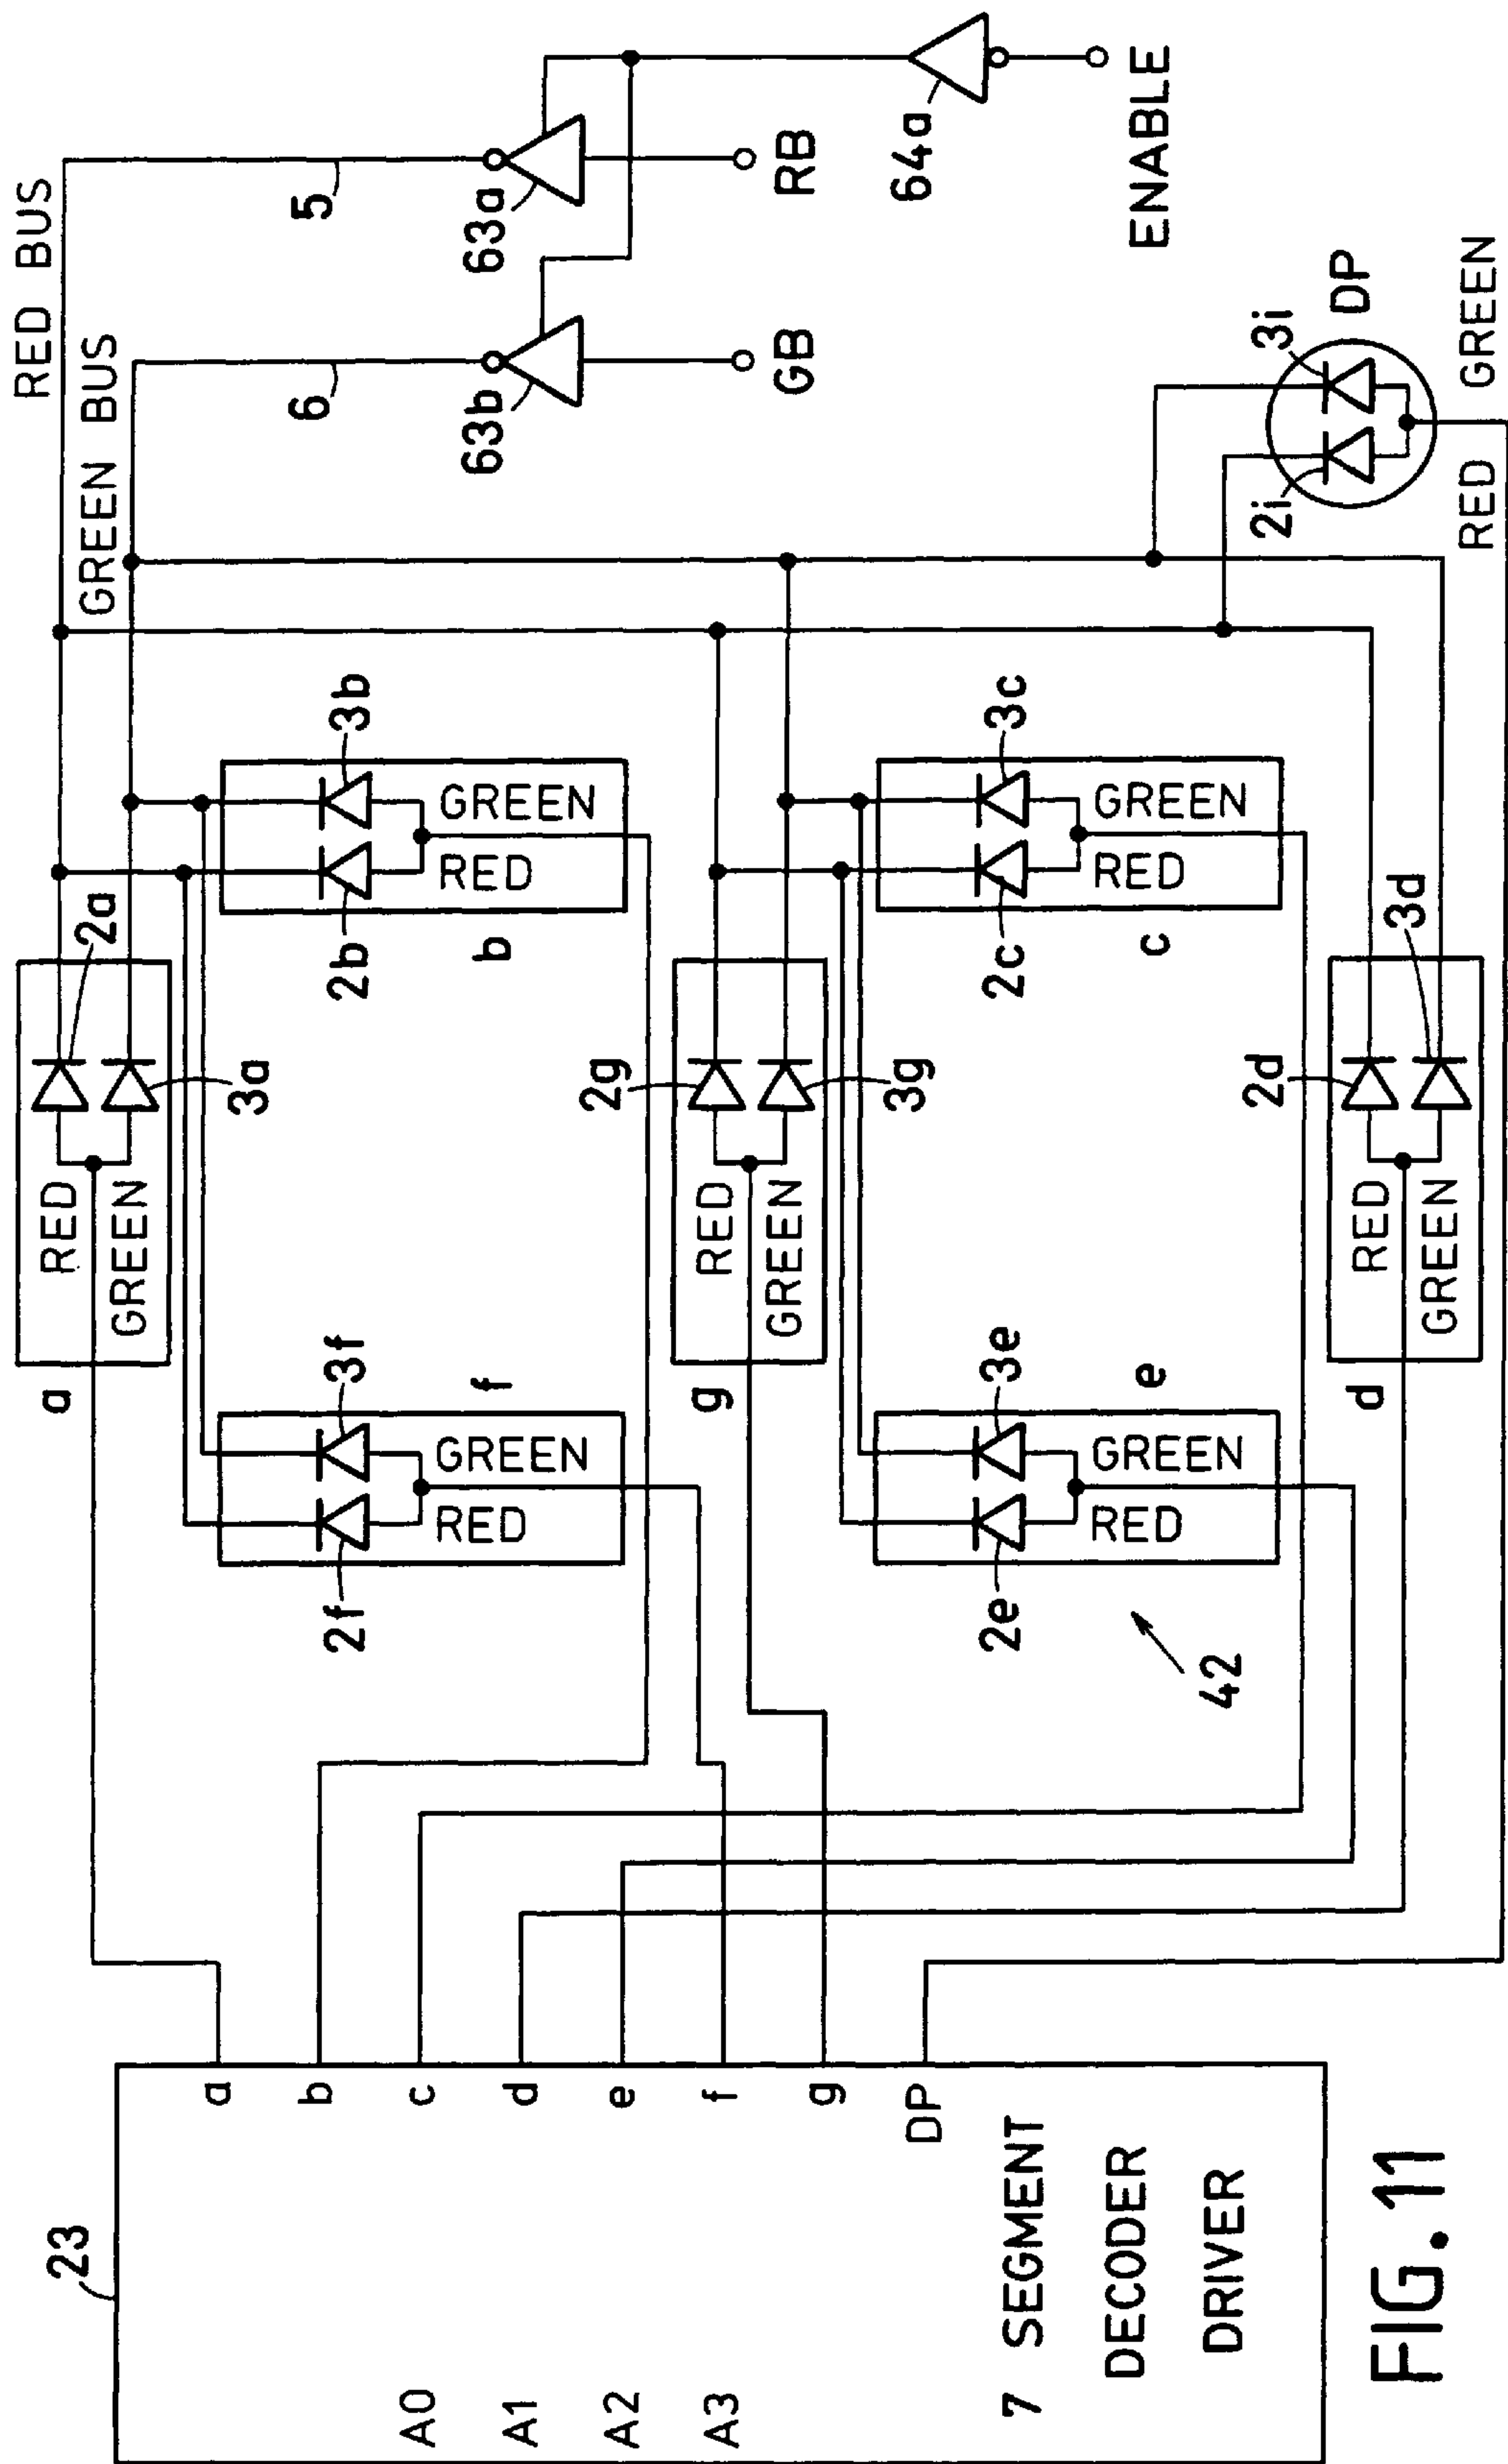 RED BUS
GREEN BUS
5
6
63a
63b
RB
GB
64a
ENABLE
23
a
b
c
d
e
f
g
DP
A0
A1
A2
A3
7 SEGMENT
DECODER
DRIVER
a
RED
GREEN
2a
3a
f
2f
3f
RED GREEN
b
2b
3b
RED GREEN
g
RED
GREEN
2g
3g
e
2e
3e
RED GREEN
c
2c
3c
RED GREEN
d
RED
GREEN
2d
3d
2i
3i
DP
RED GREEN
42
FIG. 11